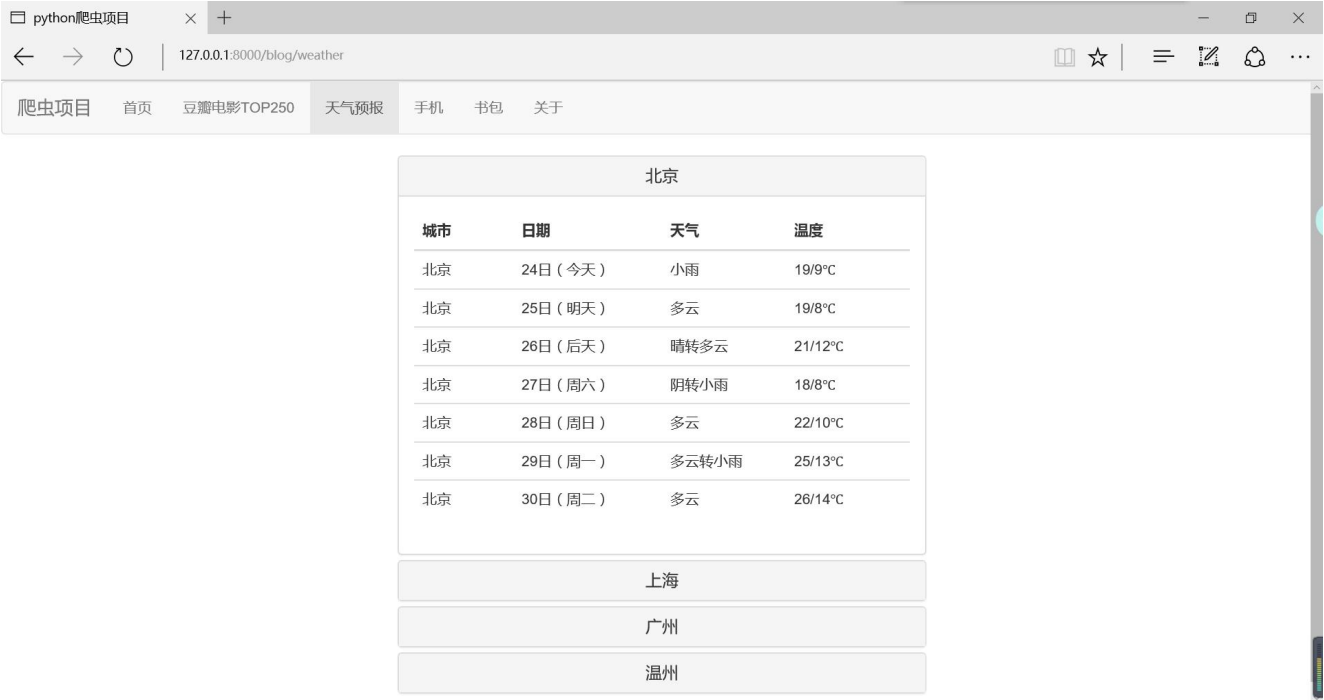 python爬虫项目
127.0.0.1:8000/blog/weather
爬虫项目 首页 豆瓣电影TOP250 天气预报 手机 书包 关于
北京
城市 日期 天气 温度
北京 24日（今天） 小雨 19/9℃
北京 25日（明天） 多云 19/8℃
北京 26日（后天） 晴转多云 21/12℃
北京 27日（周六） 阴转小雨 18/8℃
北京 28日（周日） 多云 22/10℃
北京 29日（周一） 多云转小雨 25/13℃
北京 30日（周二） 多云 26/14℃
上海
广州
温州